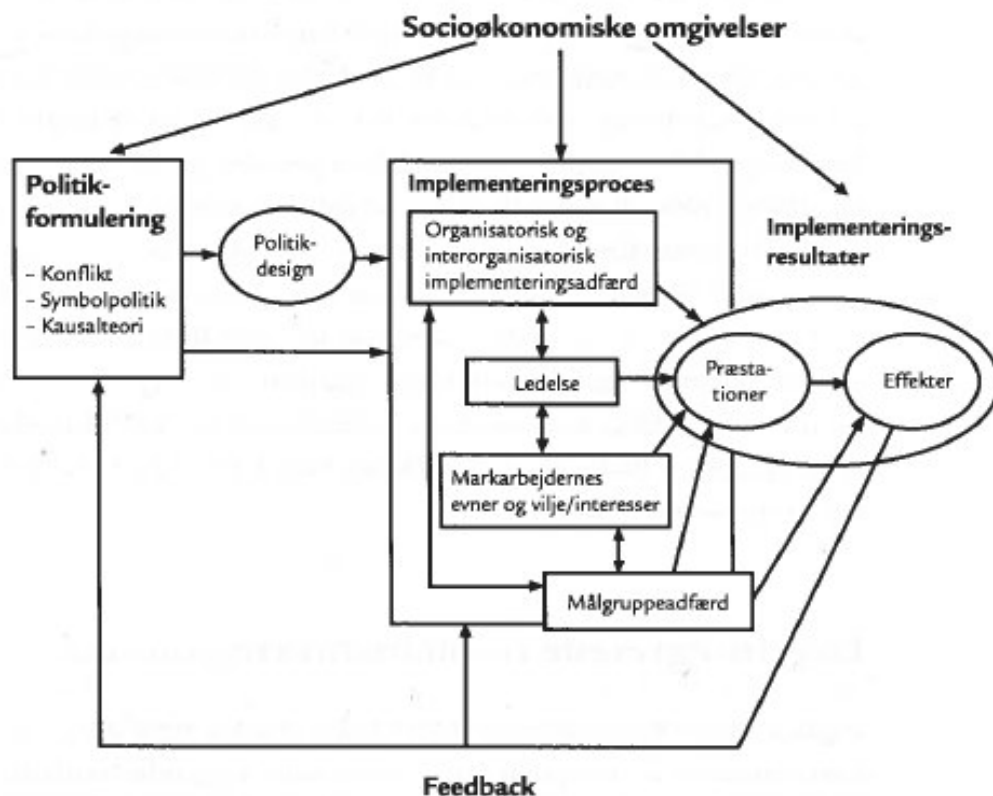 Socioøkonomiske omgivelser
Politik-
formulering
– Konflikt
– Symbolpolitik
– Kausalteori
Politik-
design
Implementeringsproces
Organisatorisk og
interorganisatorisk
implementeringsadfærd
Ledelse
Markarbejdernes
evner og vilje/interesser
Målgruppeadfærd
Implementerings-
resultater
Præsta-
tioner
Effekter
Feedback